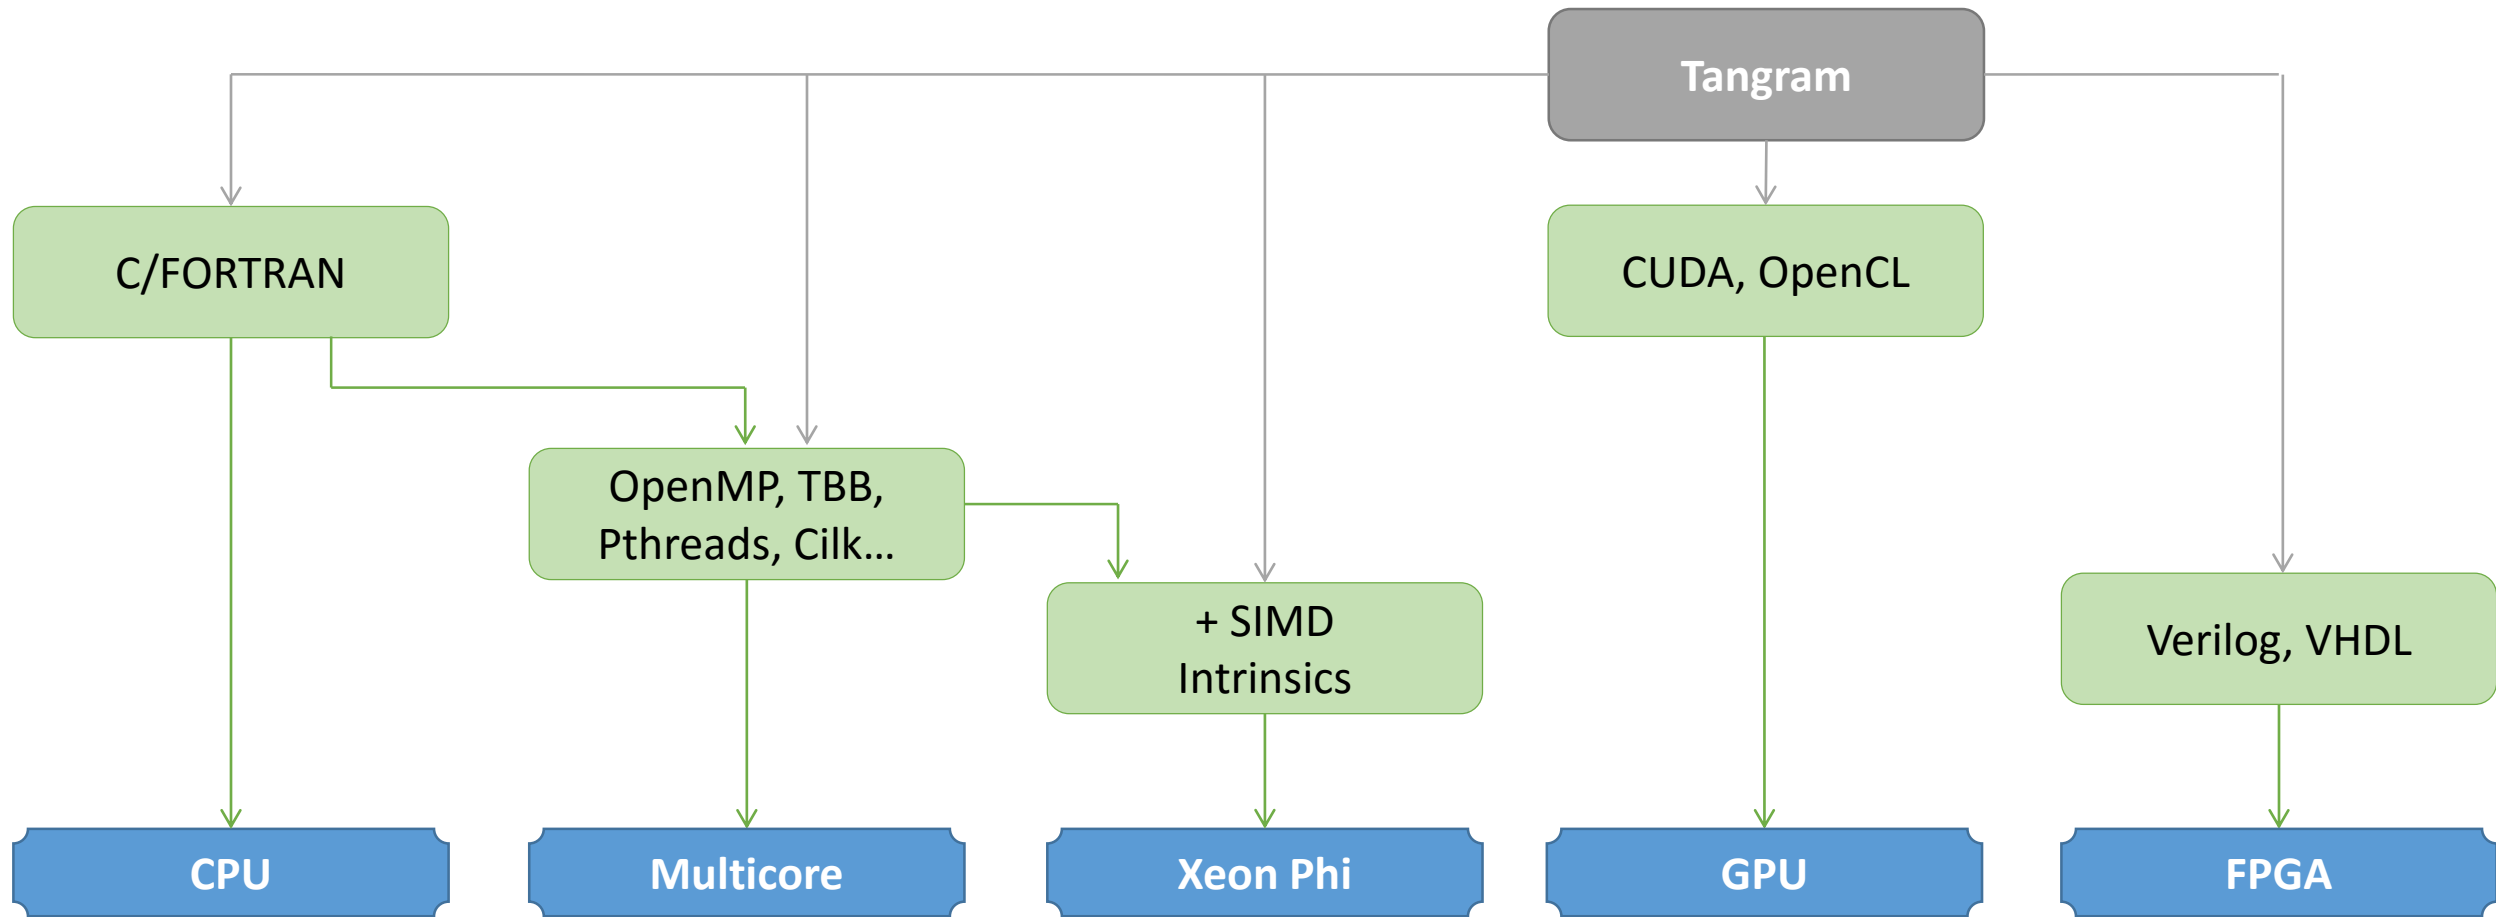 Tangram
C/FORTRAN
CUDA, OpenCL
OpenMP, TBB,
Pthreads, Cilk...
+ SIMD
Intrinsics
Verilog, VHDL
CPU
Multicore
Xeon Phi
GPU
FPGA